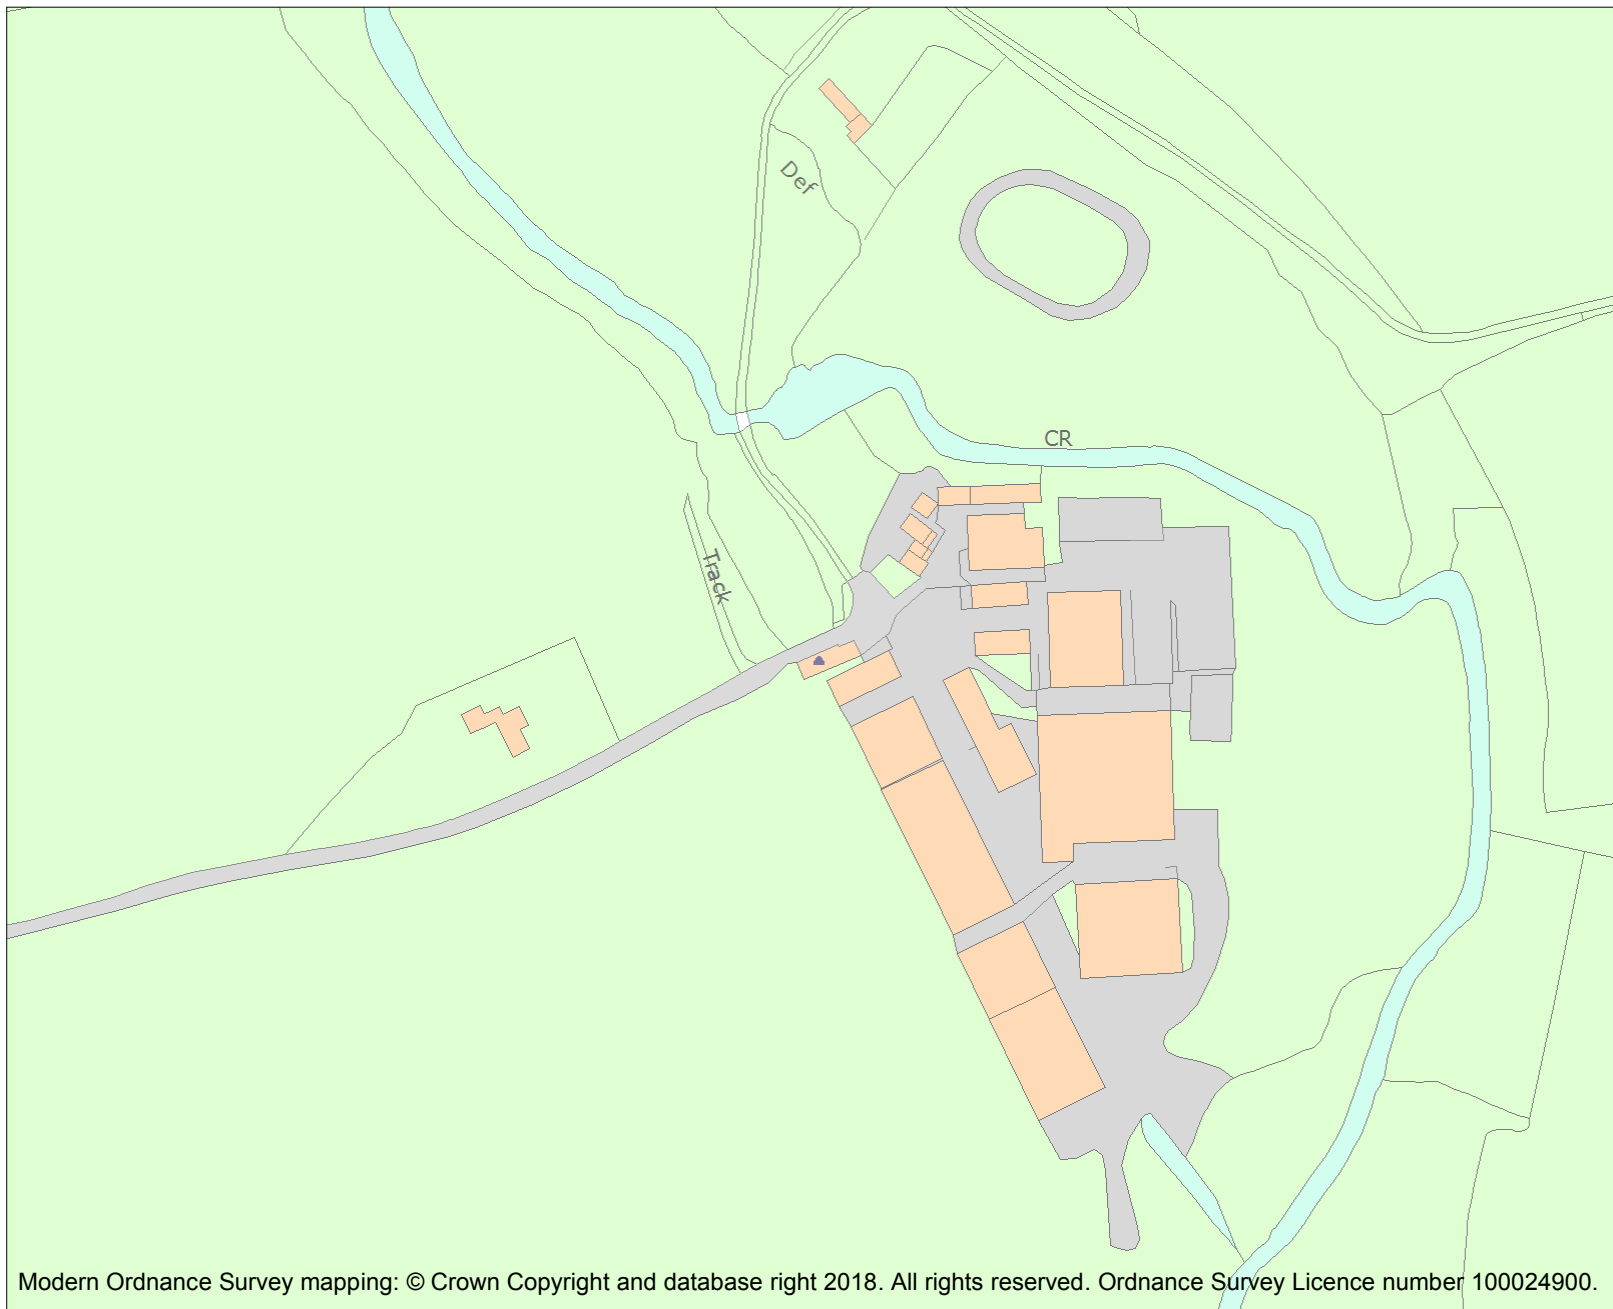 Def
CR
Track
Modern Ordnance Survey mapping: © Crown Copyright and database right 2018. All rights reserved. Ordnance Survey Licence number 100024900.